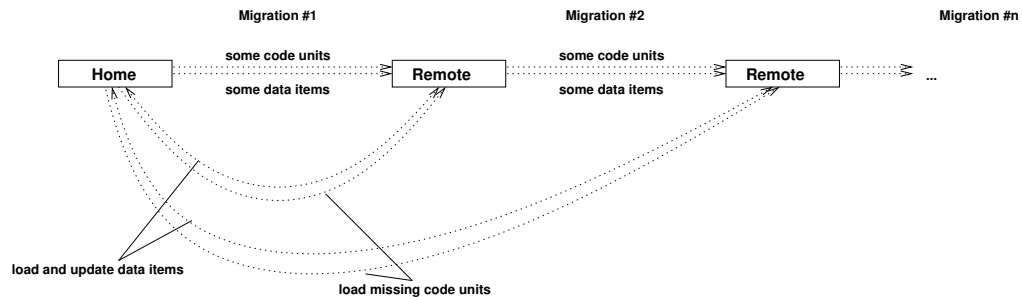 Migration #1 Migration #2 Migration #n
some code units some code units
Home Remote Remote ...
some data items some data items
load and update data items
load missing code units